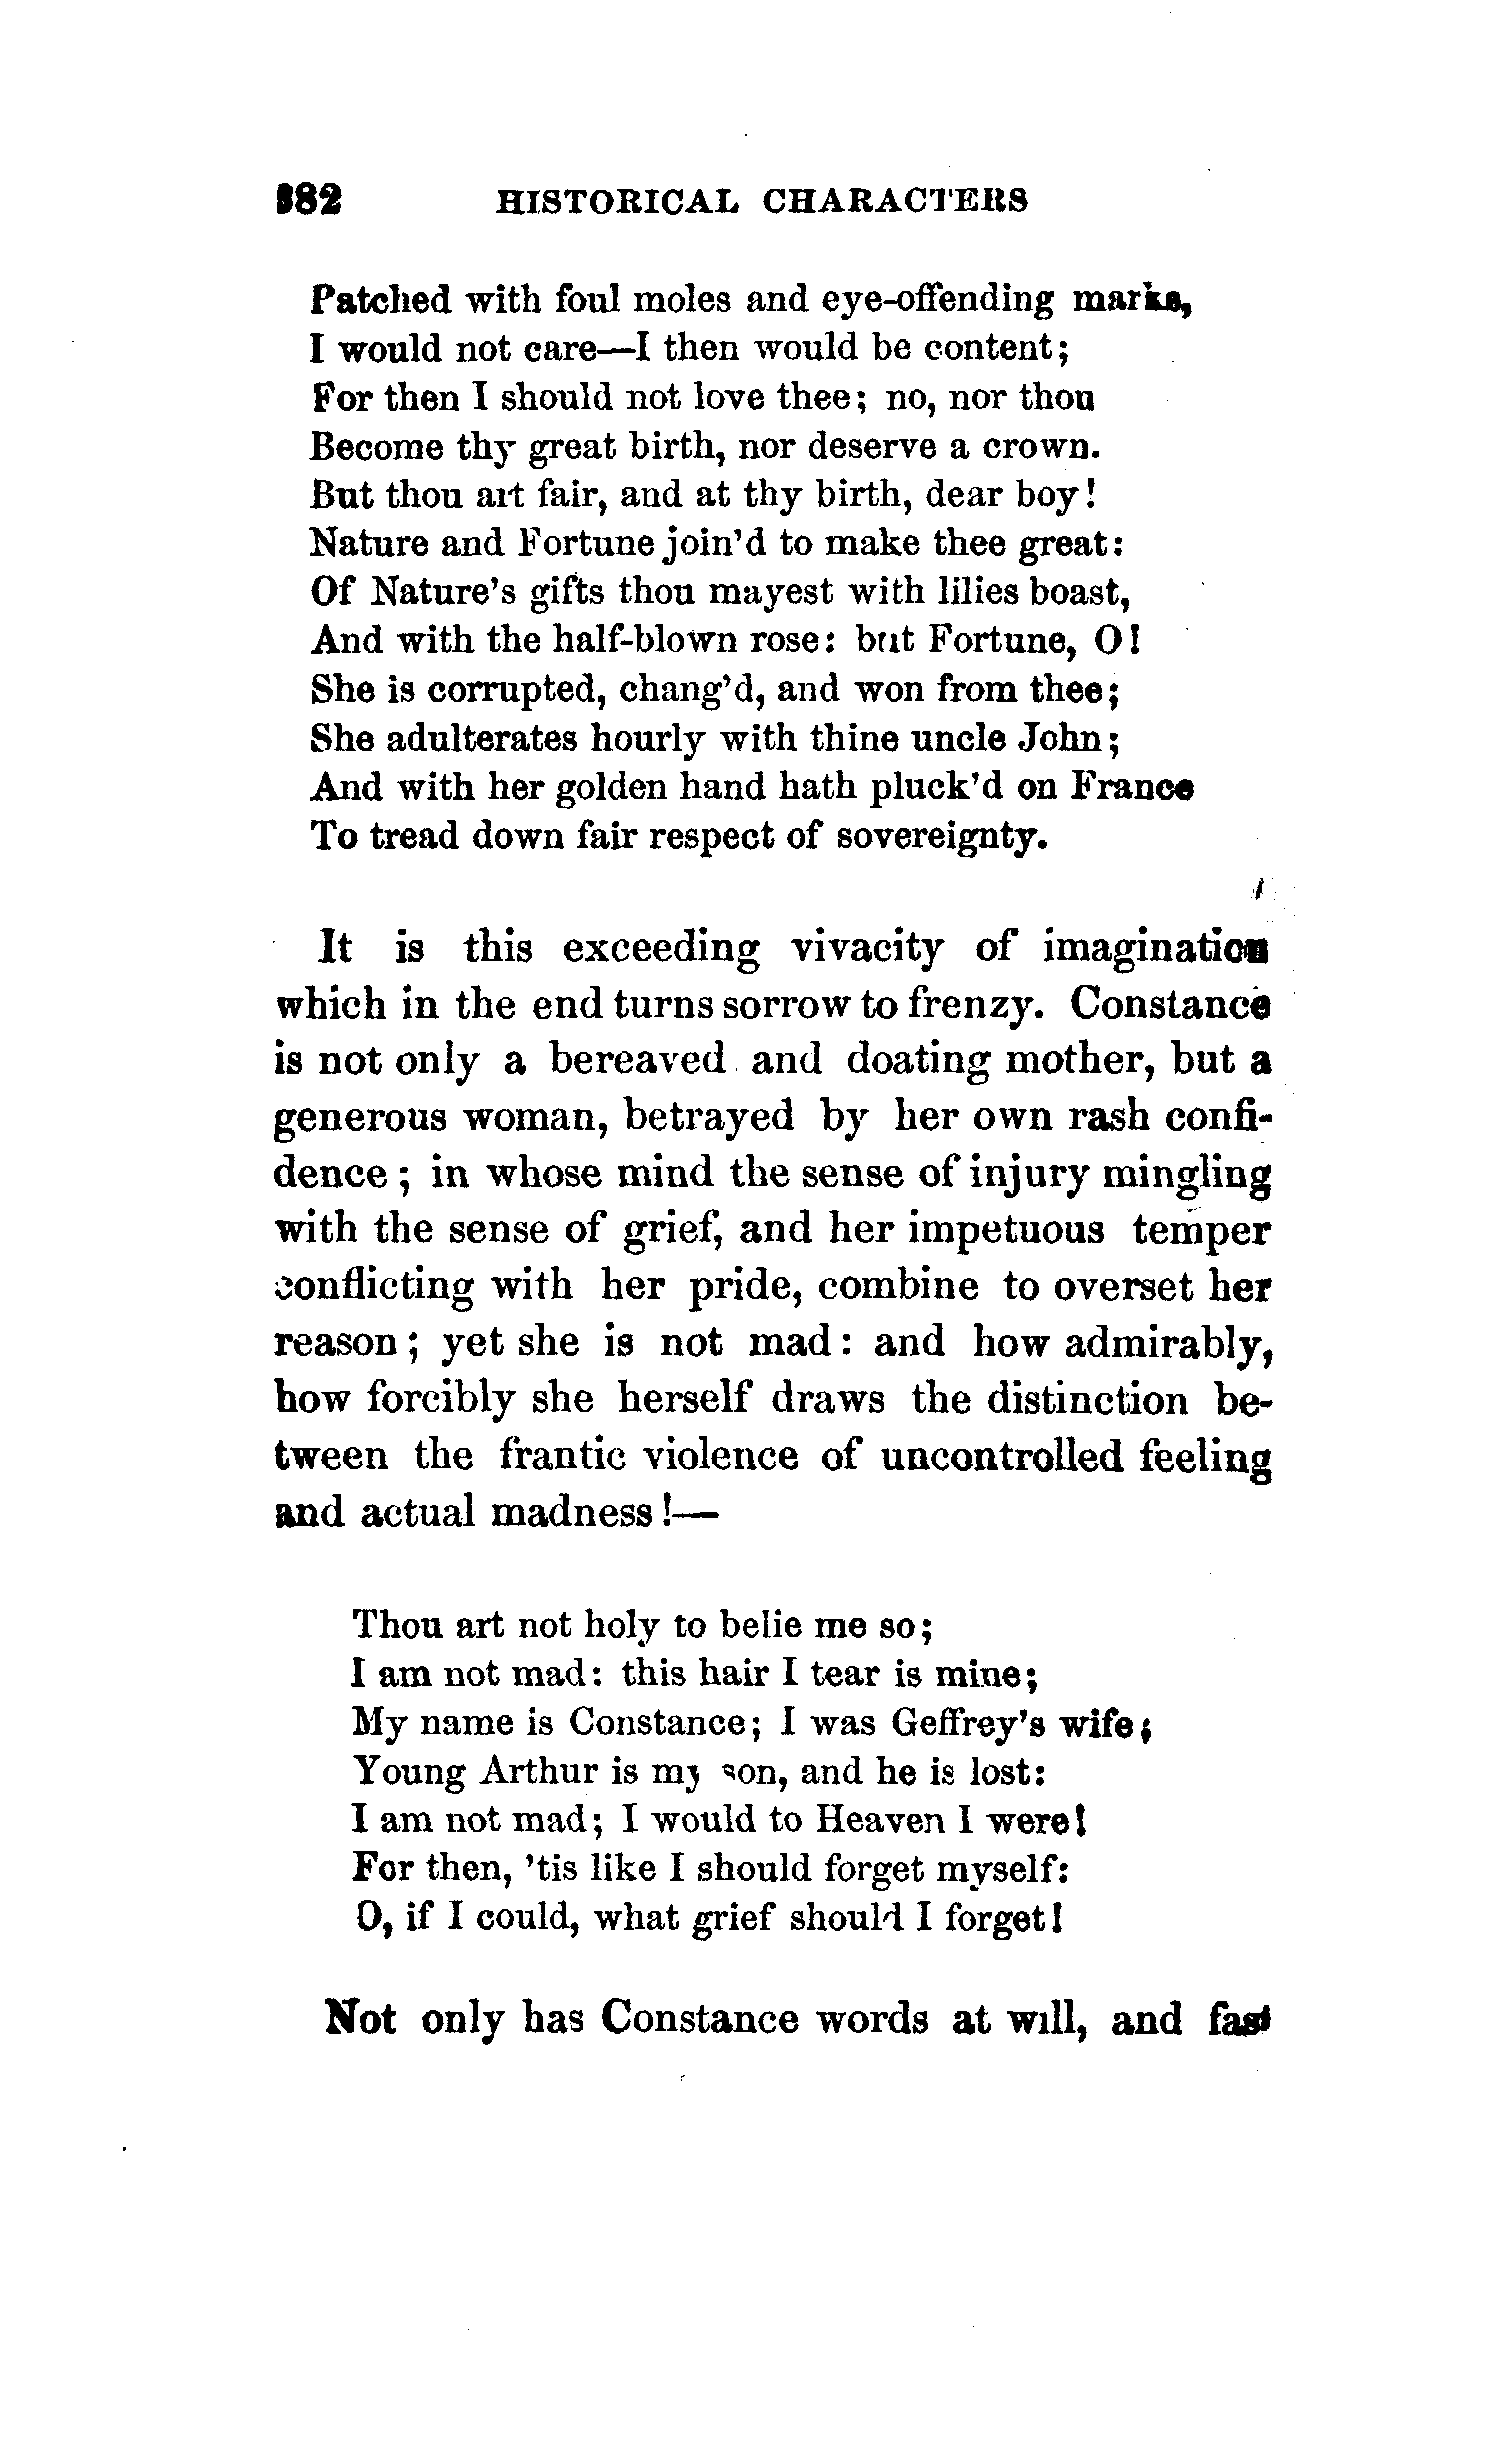 382 HISTORICAL CHARACTERS
Patched with foul moles and eye-offending marks,
I would not care—I then would be content;
For then I should not love thee; no, nor thou
Become thy great birth, nor deserve a crown.
But thou art fair, and at thy birth, dear boy!
Nature and Fortune join'd to make thee great:
Of Nature's gifts thou mayest with lilies boast,
And with the half-blown rose: but Fortune, O!
She is corrupted, chang'd, and won from thee;
She adulterates hourly with thine uncle John;
And with her golden hand hath pluck'd on France
To tread down fair respect of sovereignty.
It is this exceeding vivacity of imagination
which in the end turns sorrow to frenzy. Constance
is not only a bereaved and doating mother, but a
generous woman, betrayed by her own rash confi-
dence; in whose mind the sense of injury mingling
with the sense of grief, and her impetuous temper
conflicting with her pride, combine to overset her
reason; yet she is not mad: and how admirably,
how forcibly she herself draws the distinction be-
tween the frantic violence of uncontrolled feeling
and actual madness!—
Thou art not holy to belie me so;
I am not mad: this hair I tear is mine;
My name is Constance; I was Geffrey's wife;
Young Arthur is my son, and he is lost:
I am not mad; I would to Heaven I were!
For then, 'tis like I should forget myself:
O, if I could, what grief should I forget!
Not only has Constance words at will, and fast